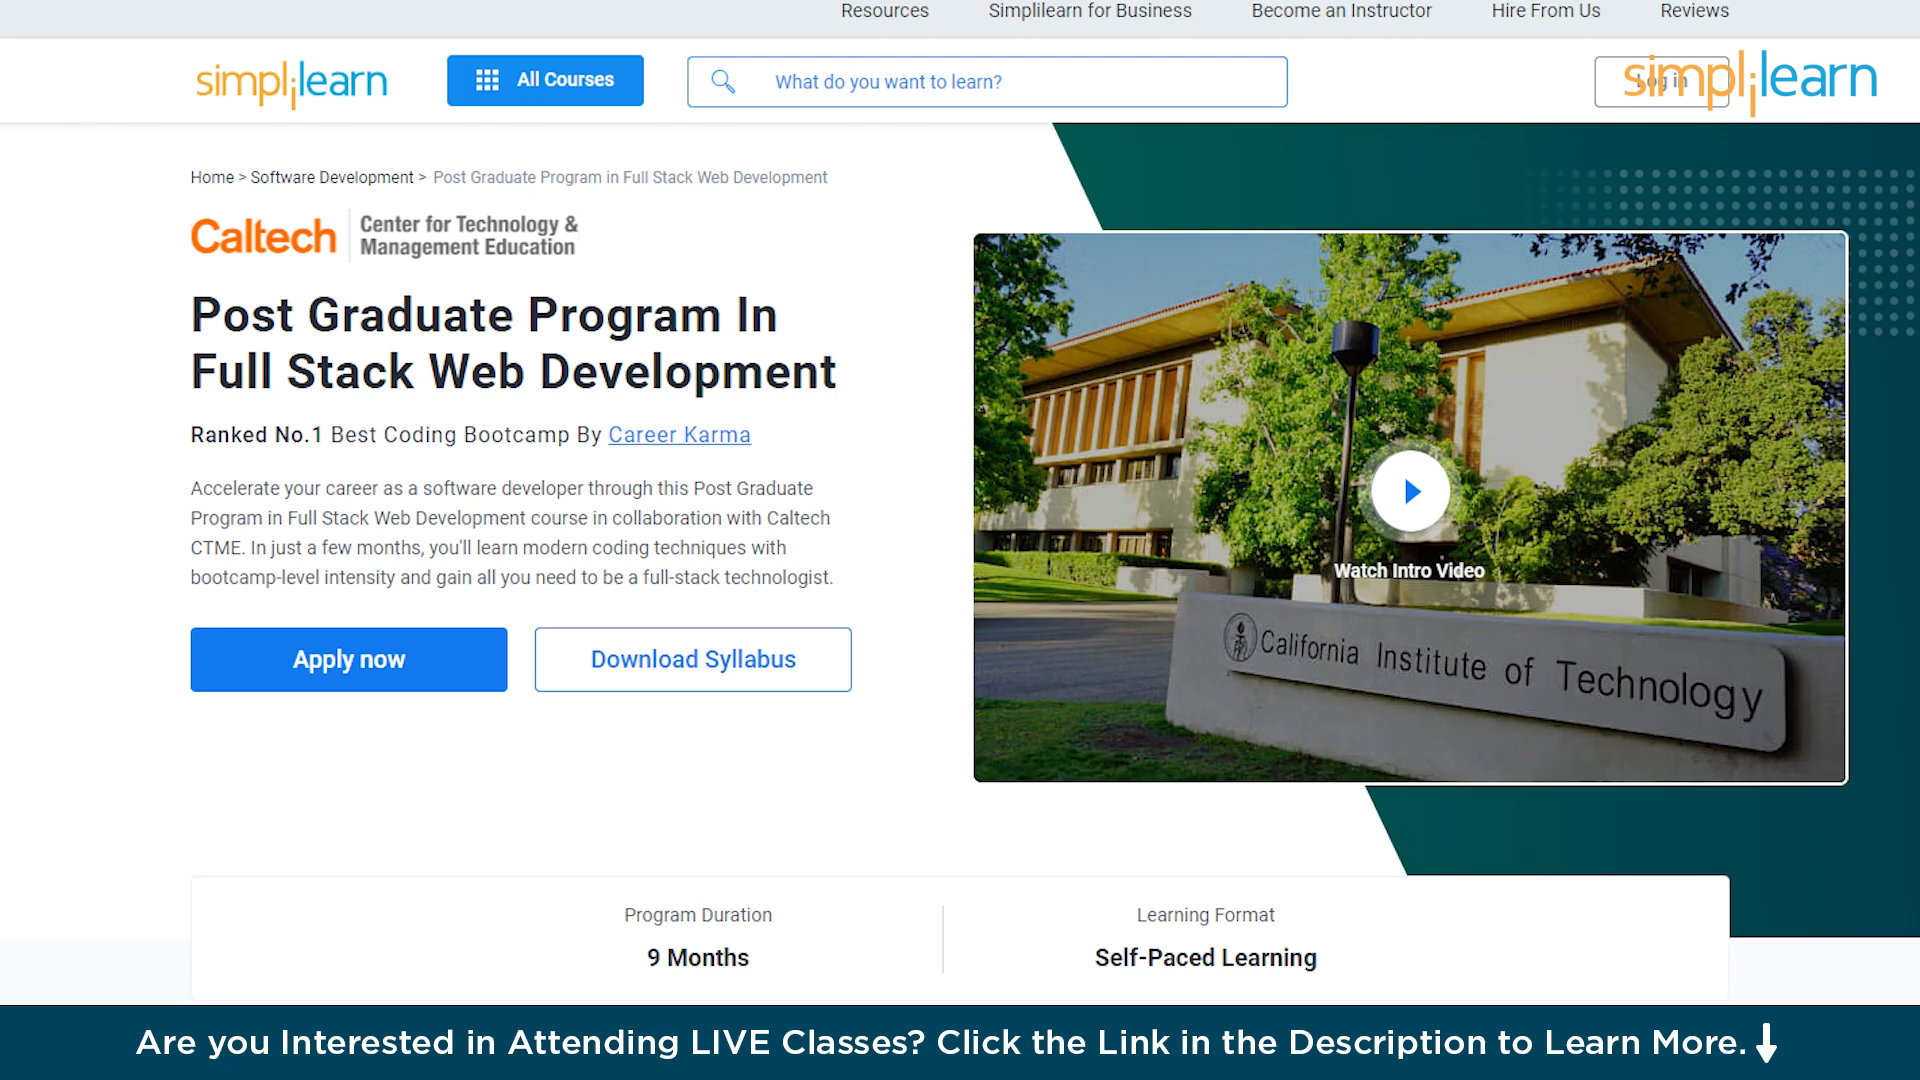 Resources Simplilearn for Business Become an Instructor Hire From Us Reviews
simplilearn All Courses What do you want to learn? Log in simplilearn
Home > Software Development > Post Graduate Program in Full Stack Web Development
Caltech Center for Technology &
Management Education
Post Graduate Program In
Full Stack Web Development
Ranked No.1 Best Coding Bootcamp By Career Karma
Accelerate your career as a software developer through this Post Graduate
Program in Full Stack Web Development course in collaboration with Caltech
CTME. In just a few months, you'll learn modern coding techniques with
bootcamp-level intensity and gain all you need to be a full-stack technologist.
Apply now Download Syllabus
Watch Intro Video
California Institute of Technology
Program Duration
9 Months
Learning Format
Self-Paced Learning
Are you Interested in Attending LIVE Classes? Click the Link in the Description to Learn More.